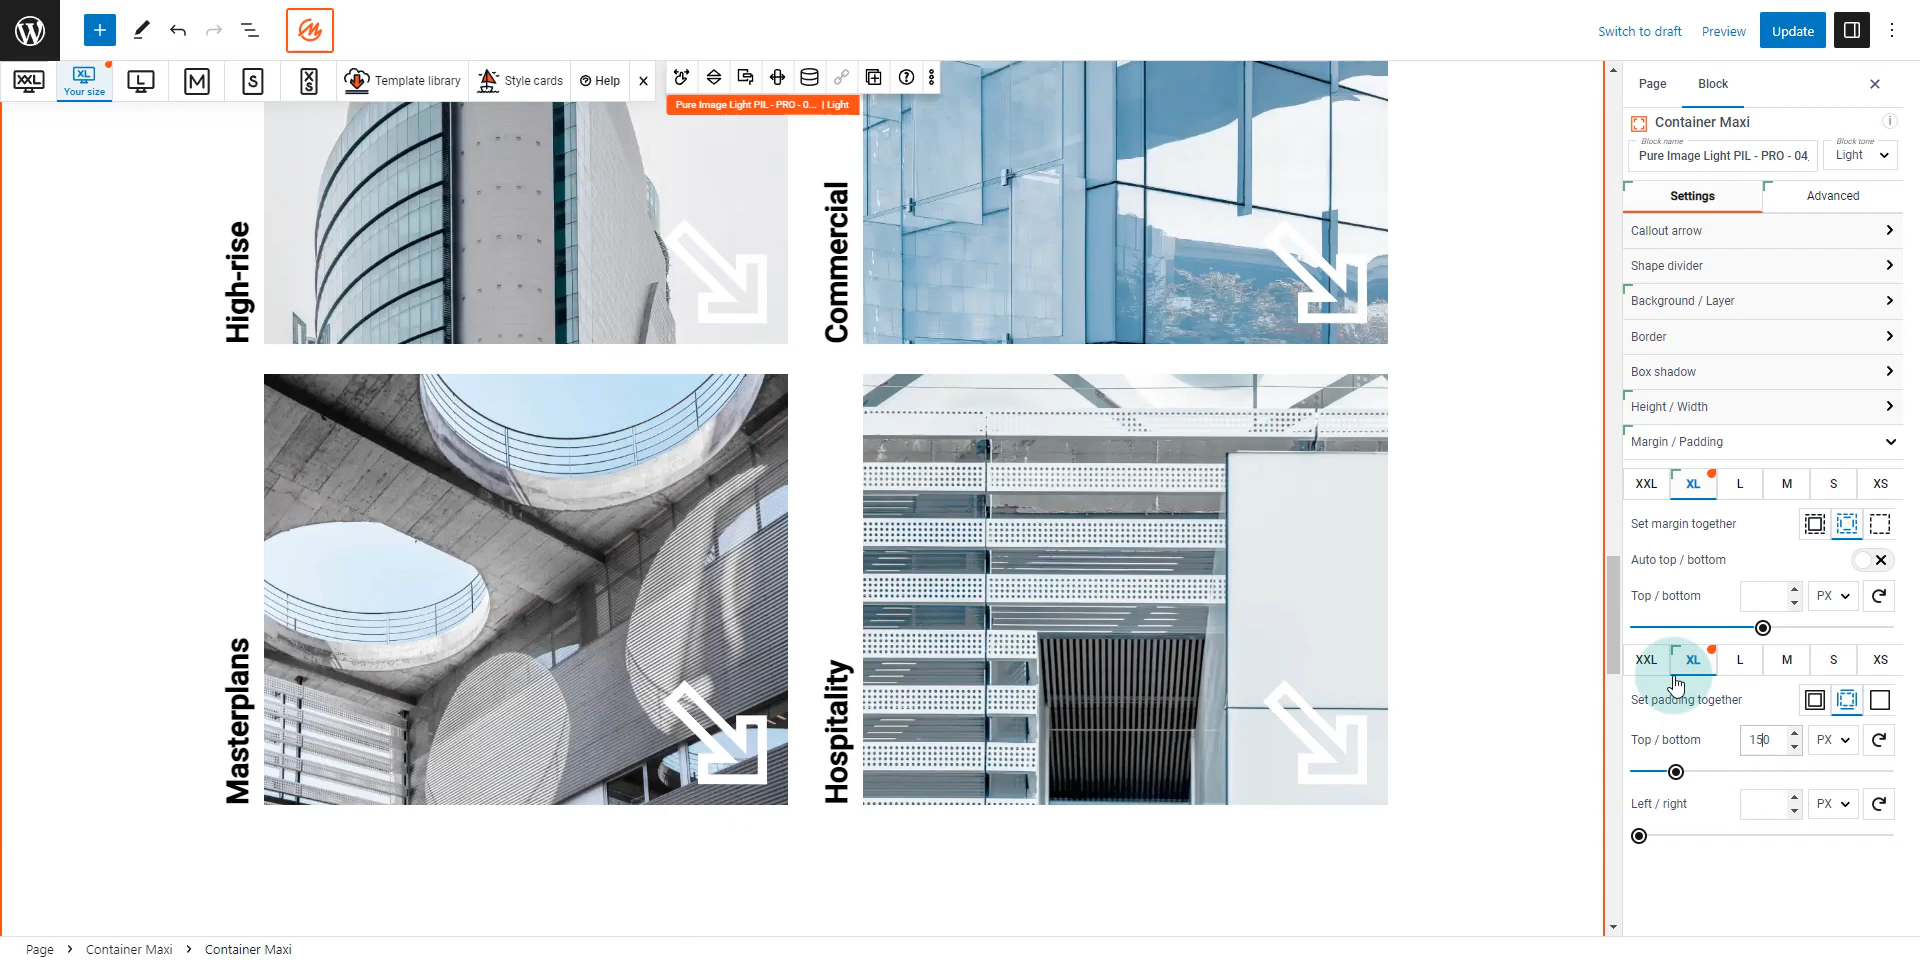 Switch to draft
Preview
Update
XXL
XL
Your size
L
M
S
XS
Template library
Style cards
Help
Pure Image Light PIL - PRO - 0... | Light
High-rise
Commercial
Masterplans
Hospitality
Page
Block
Container Maxi
Block name
Pure Image Light PIL - PRO - 04
Block tone
Light
Settings
Advanced
Callout arrow
Shape divider
Background / Layer
Border
Box shadow
Height / Width
Margin / Padding
XXL XL L M S XS
Set margin together
Auto top / bottom
Top / bottom PX
XXL XL L M S XS
Set padding together
Top / bottom 150 PX
Left / right PX
Page > Container Maxi > Container Maxi